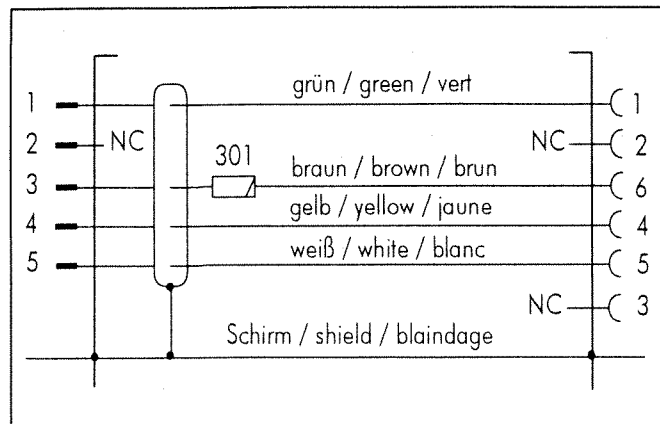 1 grün / green / vert 1
2 NC NC 2
301
3 braun / brown / brun 6
4 gelb / yellow / jaune 4
5 weiß / white / blanc 5
NC 3
Schirm / shield / blaindage